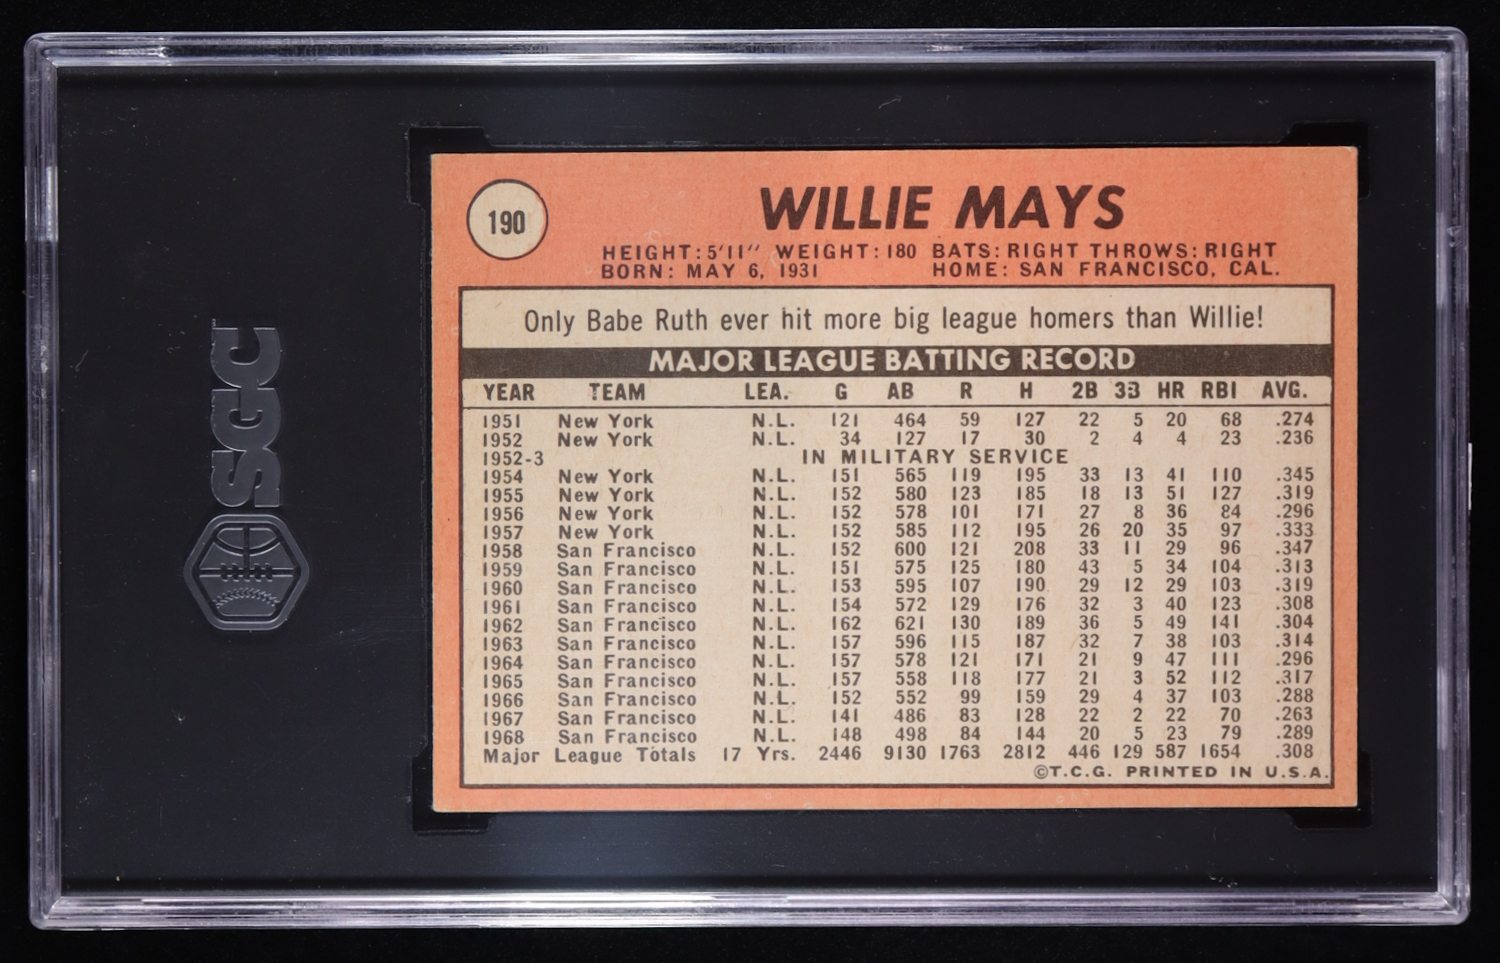 SGC
190
WILLIE MAYS
HEIGHT: 5'11" WEIGHT: 180 BATS: RIGHT THROWS: RIGHT
BORN: MAY 6, 1931 HOME: SAN FRANCISCO, CAL.
Only Babe Ruth ever hit more big league homers than Willie!
MAJOR LEAGUE BATTING RECORD
YEAR TEAM LEA. G AB R H 2B 3B HR RBI AVG.
1951 New York N.L. 121 464 59 127 22 5 20 68 .274
1952 New York N.L. 34 127 17 30 2 4 4 23 .236
1952-3 IN MILITARY SERVICE
1954 New York N.L. 151 565 119 195 33 13 41 110 .345
1955 New York N.L. 152 580 123 185 18 13 51 127 .319
1956 New York N.L. 152 578 101 171 27 8 36 84 .296
1957 New York N.L. 152 585 112 195 26 20 35 97 .333
1958 San Francisco N.L. 152 600 121 208 33 11 29 96 .347
1959 San Francisco N.L. 151 575 125 180 43 5 34 104 .313
1960 San Francisco N.L. 153 595 107 190 29 12 29 103 .319
1961 San Francisco N.L. 154 572 129 176 32 3 40 123 .308
1962 San Francisco N.L. 162 621 130 189 36 5 49 141 .304
1963 San Francisco N.L. 157 596 115 187 32 7 38 103 .314
1964 San Francisco N.L. 157 578 121 171 21 9 47 111 .296
1965 San Francisco N.L. 157 558 118 177 21 3 52 112 .317
1966 San Francisco N.L. 152 552 99 159 29 4 37 103 .288
1967 San Francisco N.L. 141 486 83 128 22 2 22 70 .263
1968 San Francisco N.L. 148 498 84 144 20 5 23 79 .289
Major League Totals 17 Yrs. 2446 9130 1763 2812 446 129 587 1654 .308
©T.C.G. PRINTED IN U.S.A.